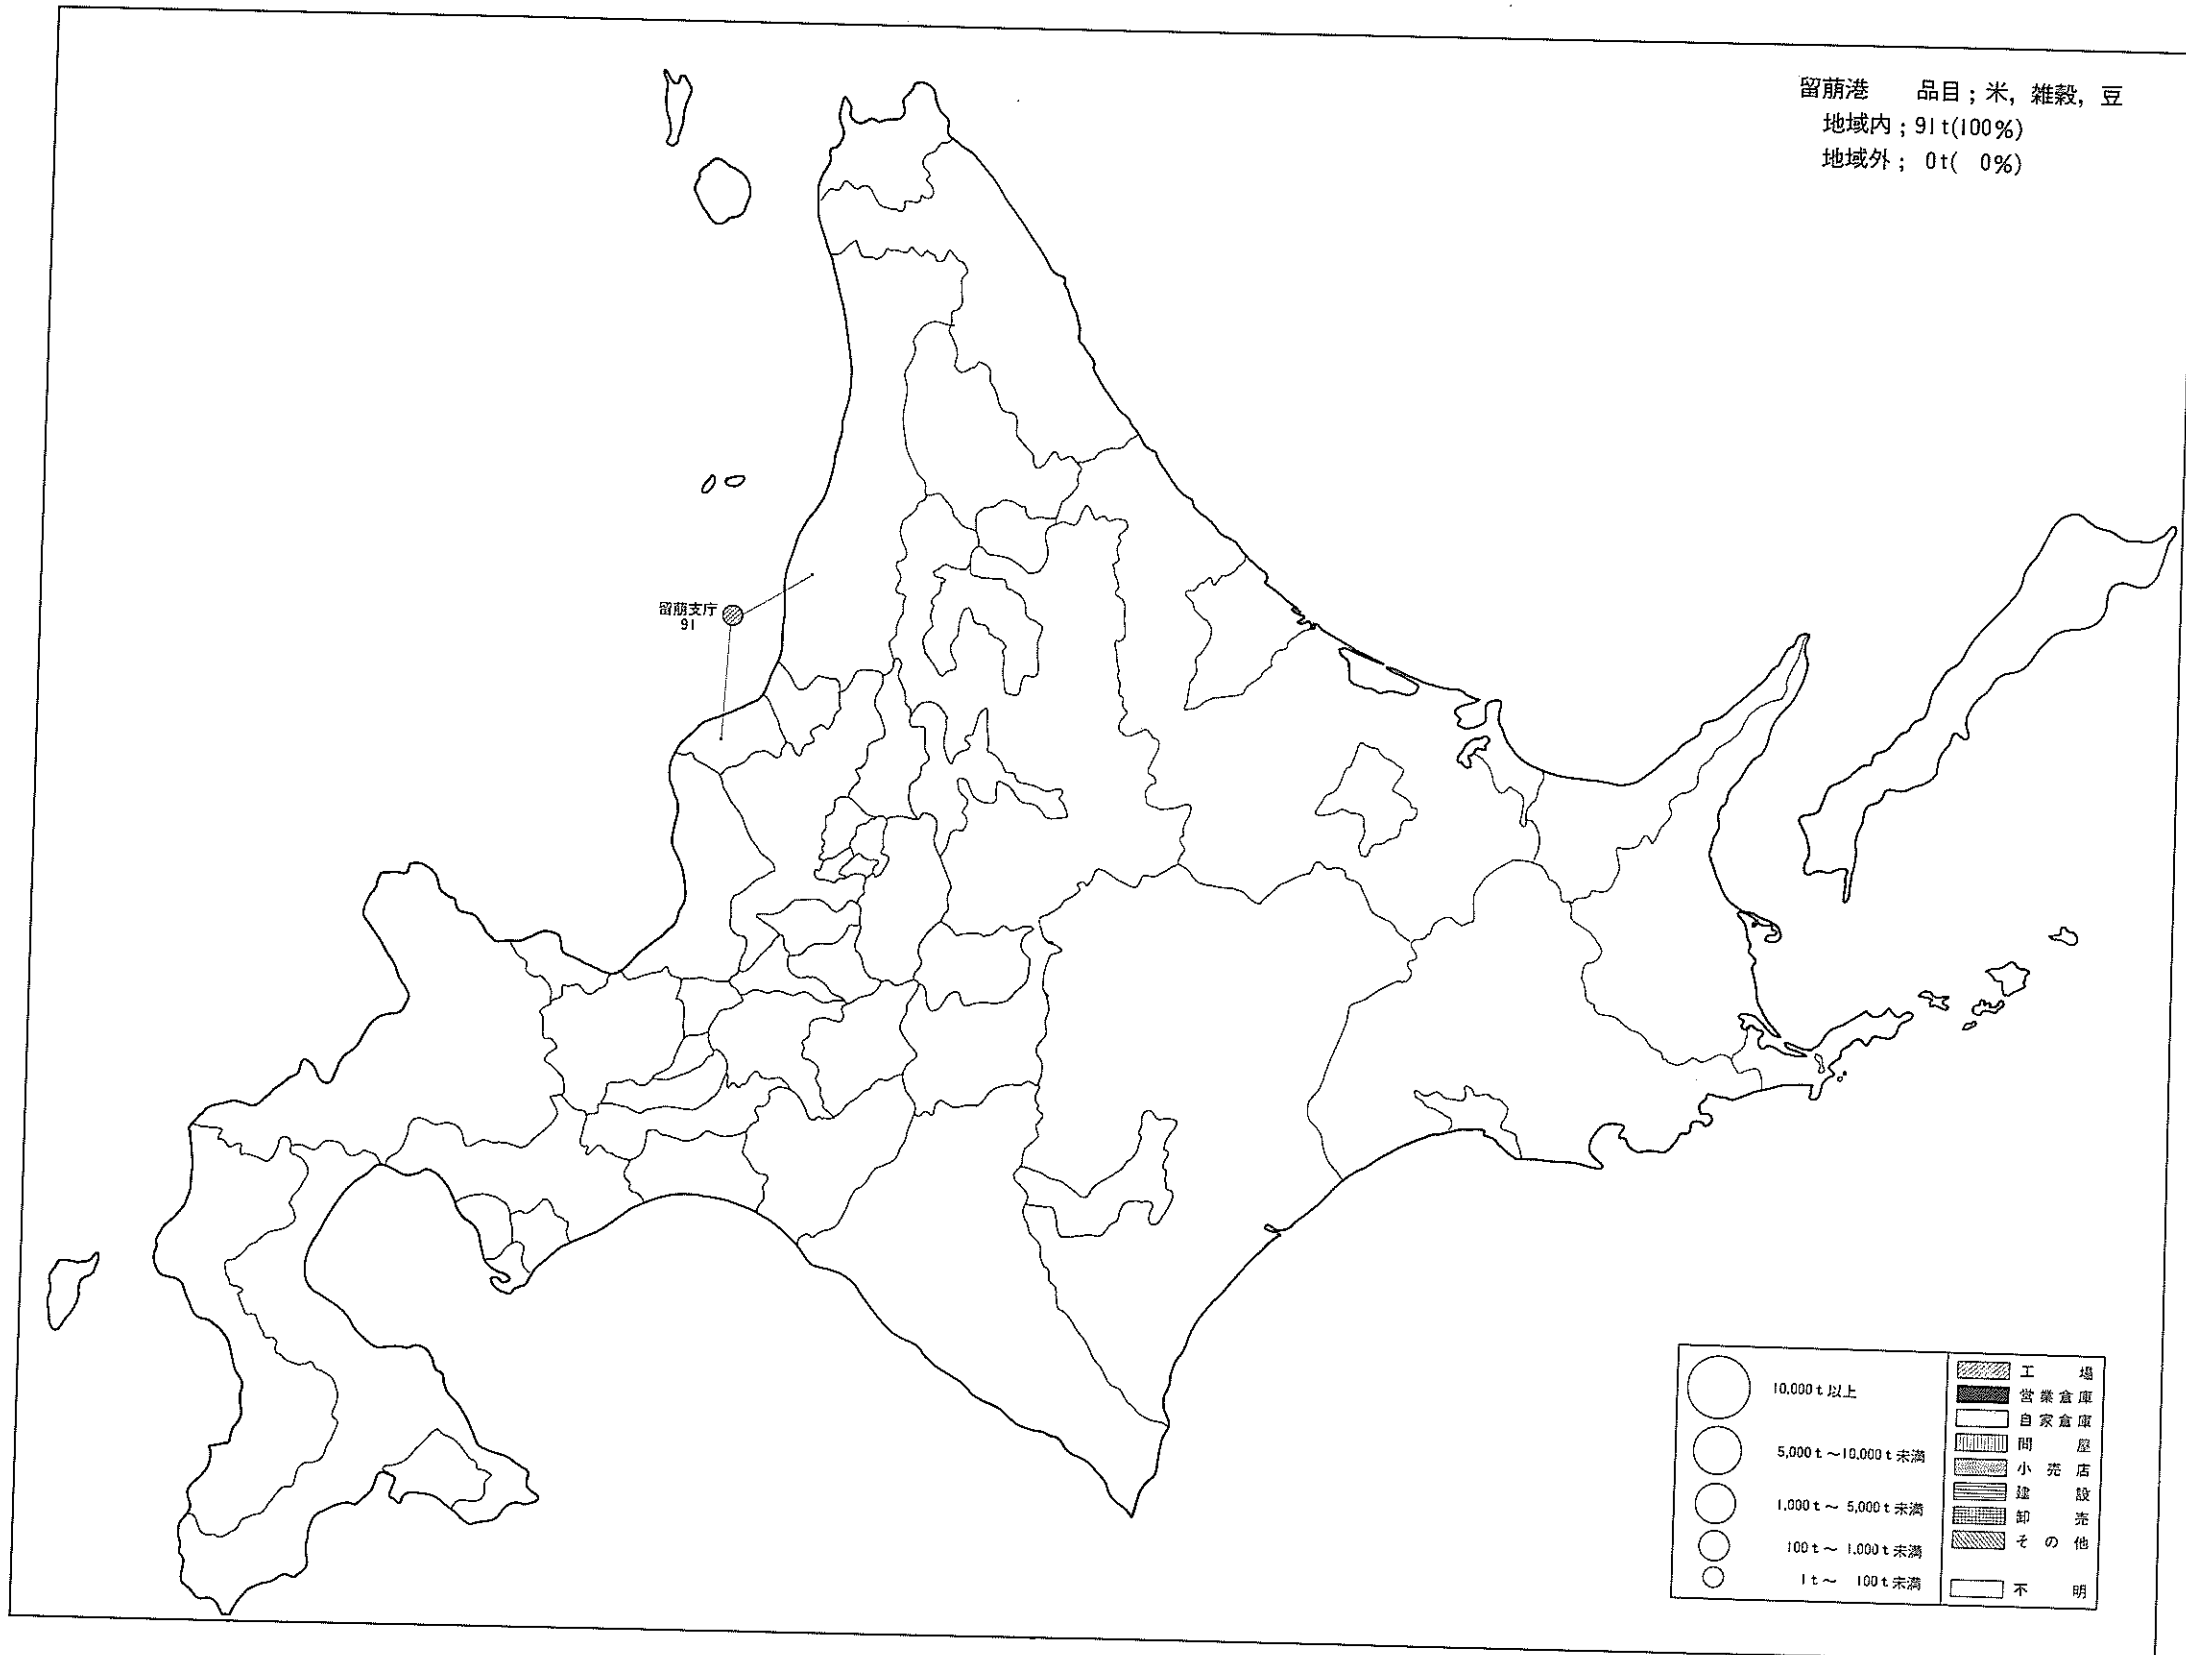 留萠港 品目；米，雑穀，豆
地域内；91t(100%)
地域外； 0t( 0%)
留萠支庁
91
10,000t以上
5,000t～10,000t未満
1,000t～ 5,000t未満
100t～ 1,000t未満
1t～ 100t未満
工場
営業倉庫
自家倉庫
問屋
小売店
建設
卸売
その他
不明